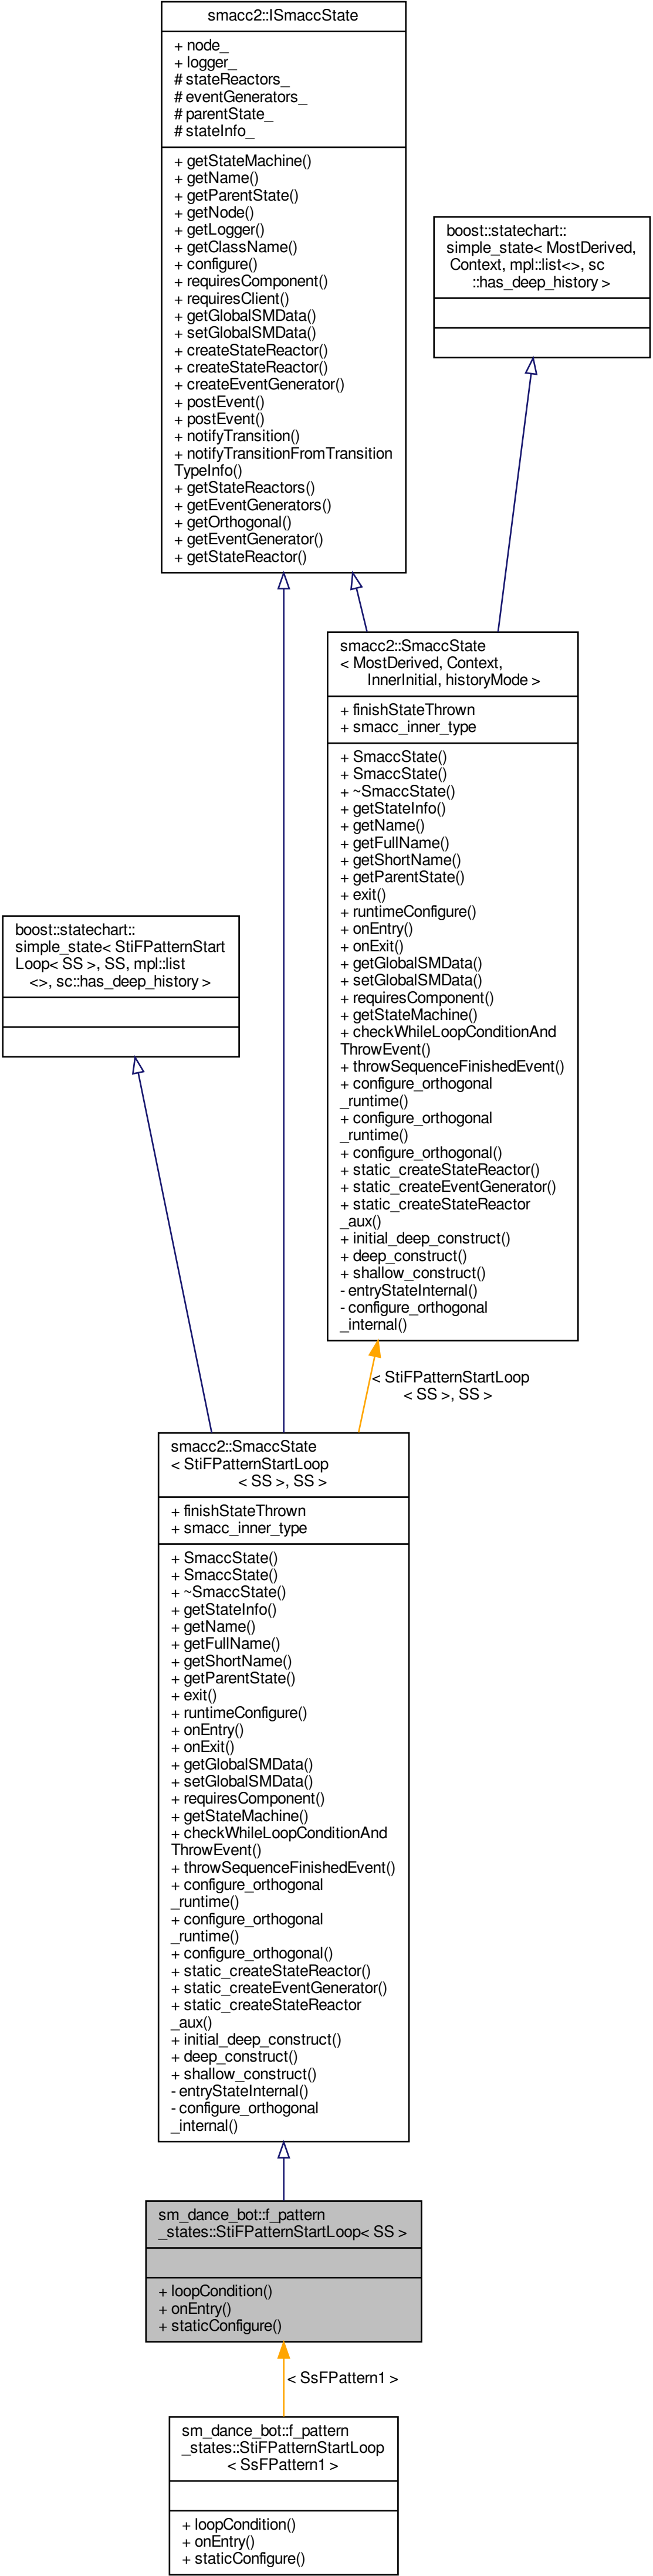 smacc2::ISmaccState
+ node_
+ logger_
# stateReactors_
# eventGenerators_
# parentState_
# stateInfo_
+ getStateMachine()
+ getName()
+ getParentState()
+ getNode()
+ getLogger()
+ getClassName()
+ configure()
+ requiresComponent()
+ requiresClient()
+ getGlobalSMData()
+ setGlobalSMData()
+ createStateReactor()
+ createStateReactor()
+ createEventGenerator()
+ postEvent()
+ postEvent()
+ notifyTransition()
+ notifyTransitionFromTransition
TypeInfo()
+ getStateReactors()
+ getEventGenerators()
+ getOrthogonal()
+ getEventGenerator()
+ getStateReactor()
boost::statechart::
simple_state< MostDerived,
Context, mpl::list<>, sc
::has_deep_history >
smacc2::SmaccState
< MostDerived, Context,
InnerInitial, historyMode >
+ finishStateThrown
+ smacc_inner_type
+ SmaccState()
+ SmaccState()
+ ~SmaccState()
+ getStateInfo()
+ getName()
+ getFullName()
+ getShortName()
+ getParentState()
+ exit()
+ runtimeConfigure()
+ onEntry()
+ onExit()
+ getGlobalSMData()
+ setGlobalSMData()
+ requiresComponent()
+ getStateMachine()
+ checkWhileLoopConditionAnd
ThrowEvent()
+ throwSequenceFinishedEvent()
+ configure_orthogonal
_runtime()
+ configure_orthogonal
_runtime()
+ configure_orthogonal()
+ static_createStateReactor()
+ static_createEventGenerator()
+ static_createStateReactor
_aux()
+ initial_deep_construct()
+ deep_construct()
+ shallow_construct()
- entryStateInternal()
- configure_orthogonal
_internal()
boost::statechart::
simple_state< StiFPatternStart
Loop< SS >, SS, mpl::list
<>, sc::has_deep_history >
< StiFPatternStartLoop
< SS >, SS >
smacc2::SmaccState
< StiFPatternStartLoop
< SS >, SS >
+ finishStateThrown
+ smacc_inner_type
+ SmaccState()
+ SmaccState()
+ ~SmaccState()
+ getStateInfo()
+ getName()
+ getFullName()
+ getShortName()
+ getParentState()
+ exit()
+ runtimeConfigure()
+ onEntry()
+ onExit()
+ getGlobalSMData()
+ setGlobalSMData()
+ requiresComponent()
+ getStateMachine()
+ checkWhileLoopConditionAnd
ThrowEvent()
+ throwSequenceFinishedEvent()
+ configure_orthogonal
_runtime()
+ configure_orthogonal
_runtime()
+ configure_orthogonal()
+ static_createStateReactor()
+ static_createEventGenerator()
+ static_createStateReactor
_aux()
+ initial_deep_construct()
+ deep_construct()
+ shallow_construct()
- entryStateInternal()
- configure_orthogonal
_internal()
sm_dance_bot::f_pattern
_states::StiFPatternStartLoop< SS >
+ loopCondition()
+ onEntry()
+ staticConfigure()
< SsFPattern1 >
sm_dance_bot::f_pattern
_states::StiFPatternStartLoop
< SsFPattern1 >
+ loopCondition()
+ onEntry()
+ staticConfigure()